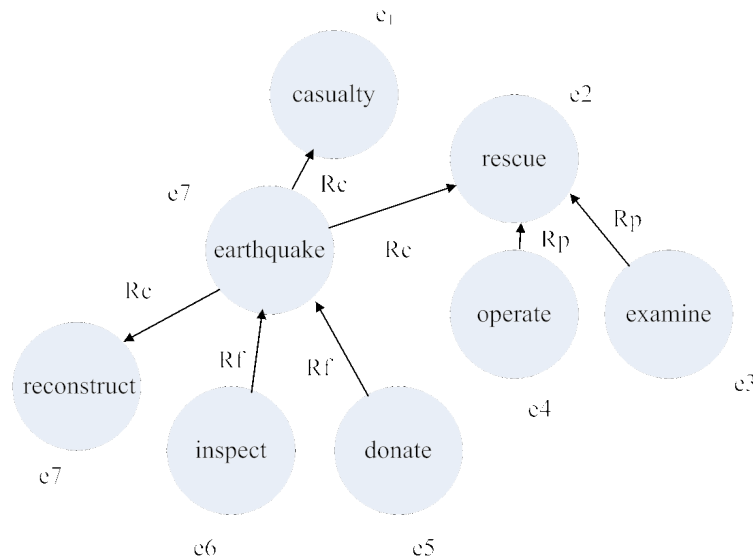 e1
casualty
e2
rescue
Rc
e7
Rp
Rp
earthquake
Rc
Rc
operate
examine
Rf
Rf
reconstruct
e3
e4
inspect
donate
e7
e6
e5